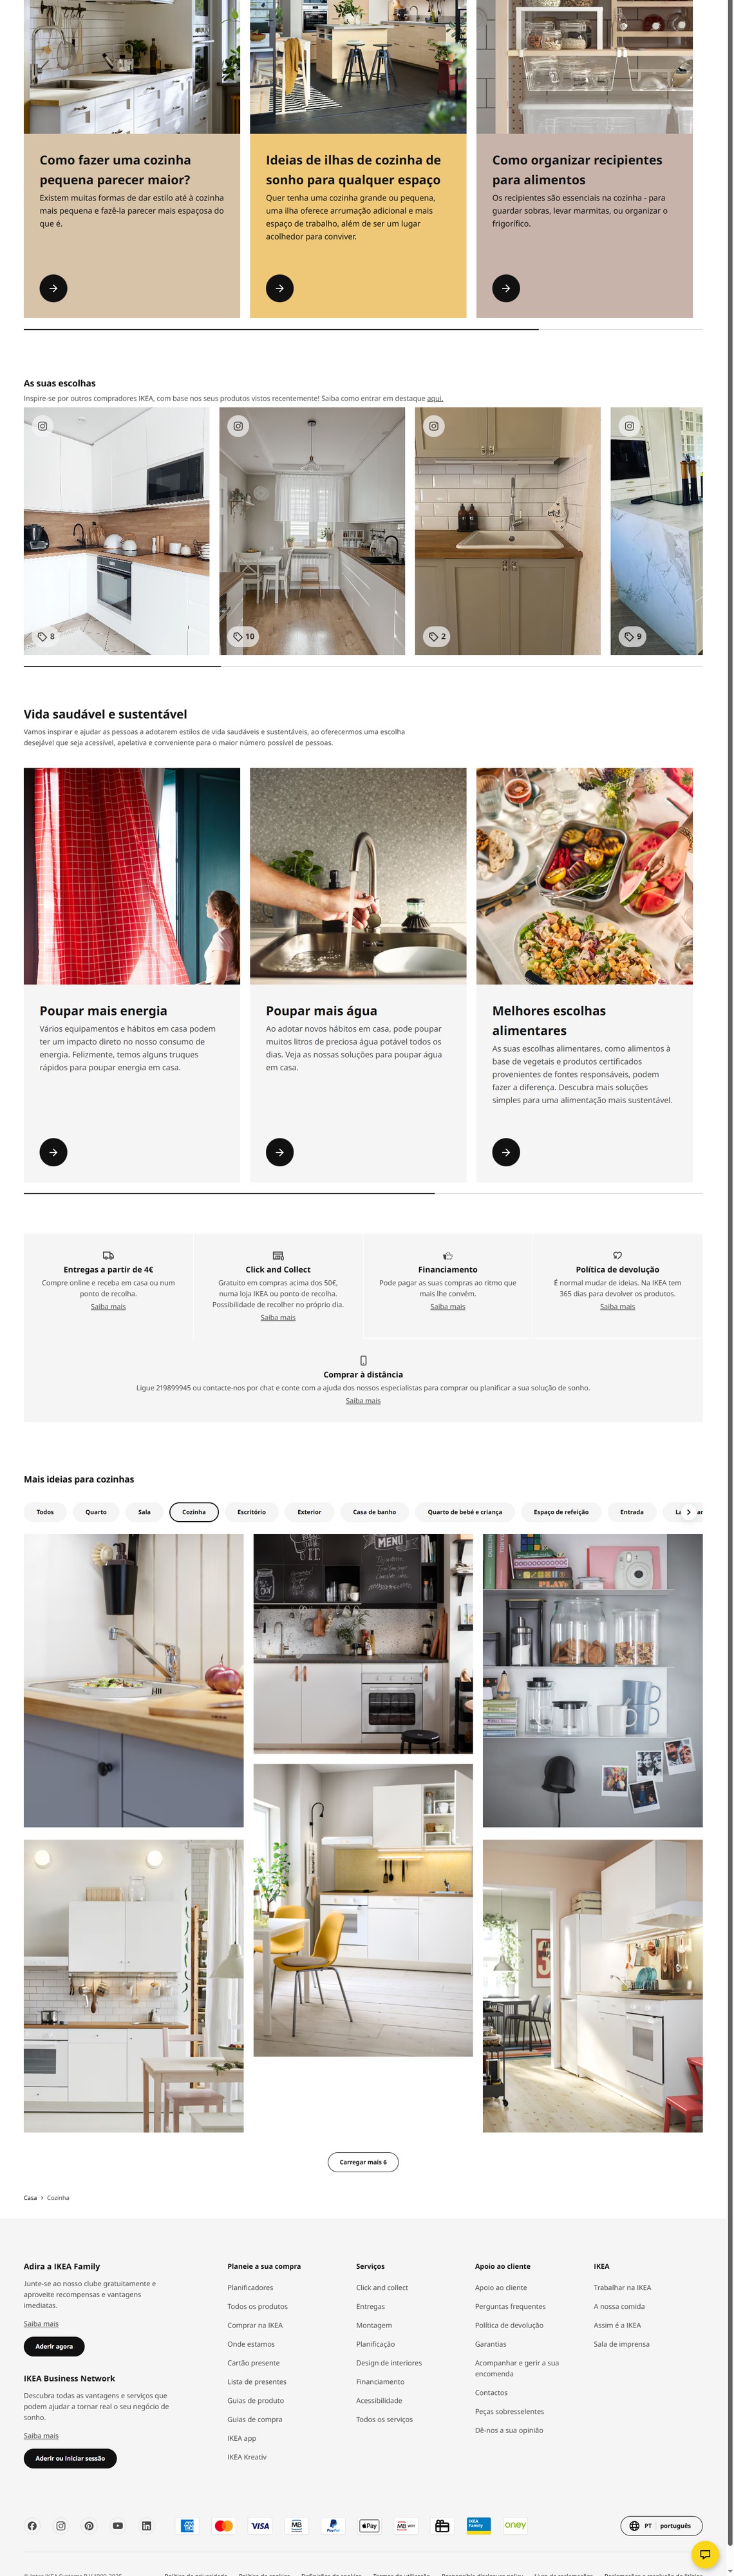 Como fazer uma cozinha
pequena parecer maior?
Existem muitas formas de dar estilo até à cozinha
mais pequena e fazê-la parecer mais espaçosa do
que é.
Ideias de ilhas de cozinha de
sonho para qualquer espaço
Quer tenha uma cozinha grande ou pequena,
uma ilha oferece arrumação adicional e mais
espaço de trabalho, além de ser um lugar
acolhedor para conviver.
Como organizar recipientes
para alimentos
Os recipientes são essenciais na cozinha - para
guardar sobras, levar marmitas, ou organizar o
frigorífico.
As suas escolhas
Inspire-se por outros compradores IKEA, com base nos seus produtos vistos recentemente! Saiba como entrar em destaque aqui.
8
10
2
9
Vida saudável e sustentável
Vamos inspirar e ajudar as pessoas a adotarem estilos de vida saudáveis e sustentáveis, ao oferecermos uma escolha
desejável que seja acessível, apelativa e conveniente para o maior número possível de pessoas.
Poupar mais energia
Vários equipamentos e hábitos em casa podem
ter um impacto direto no nosso consumo de
energia. Felizmente, temos alguns truques
rápidos para poupar energia em casa.
Poupar mais água
Ao adotar novos hábitos em casa, pode poupar
muitos litros de preciosa água potável todos os
dias. Veja as nossas soluções para poupar água
em casa.
Melhores escolhas
alimentares
As suas escolhas alimentares, como alimentos à
base de vegetais e produtos certificados
provenientes de fontes responsáveis, podem
fazer a diferença. Descubra mais soluções
simples para uma alimentação mais sustentável.
Entregas a partir de 4€
Compre online e receba em casa ou num
ponto de recolha.
Saiba mais
Click and Collect
Gratuito em compras acima dos 50€,
numa loja IKEA ou ponto de recolha.
Possibilidade de recolher no próprio dia.
Saiba mais
Financiamento
Pode pagar as suas compras ao ritmo que
mais lhe convém.
Saiba mais
Política de devolução
É normal mudar de ideias. Na IKEA tem
365 dias para devolver os produtos.
Saiba mais
Comprar à distância
Ligue 219899945 ou contacte-nos por chat e conte com a ajuda dos nossos especialistas para comprar ou planificar a sua solução de sonho.
Saiba mais
Mais ideias para cozinhas
Todos
Quarto
Sala
Cozinha
Escritório
Exterior
Casa de banho
Quarto de bebé e criança
Espaço de refeição
Entrada
MENU
PLAY
Carregar mais 6
Casa > Cozinha
Adira a IKEA Family
Junte-se ao nosso clube gratuitamente e
aproveite recompensas e vantagens
imediatas.
Saiba mais
Aderir agora
IKEA Business Network
Descubra todas as vantagens e serviços que
podem ajudar a tornar real o seu negócio de
sonho.
Saiba mais
Aderir ou Iniciar sessão
Planeie a sua compra
Planificadores
Todos os produtos
Comprar na IKEA
Onde estamos
Cartão presente
Lista de presentes
Guias de produto
Guias de compra
IKEA app
IKEA Kreativ
Serviços
Click and collect
Entregas
Montagem
Planificação
Design de interiores
Financiamento
Acessibilidade
Todos os serviços
Apoio ao cliente
Apoio ao cliente
Perguntas frequentes
Política de devolução
Garantias
Acompanhar e gerir a sua
encomenda
Contactos
Peças sobresselentes
Dê-nos a sua opinião
IKEA
Trabalhar na IKEA
A nossa comida
Assim é a IKEA
Sala de imprensa
VISA
PayPal
Pay
IKEA
Family
oney
PT português